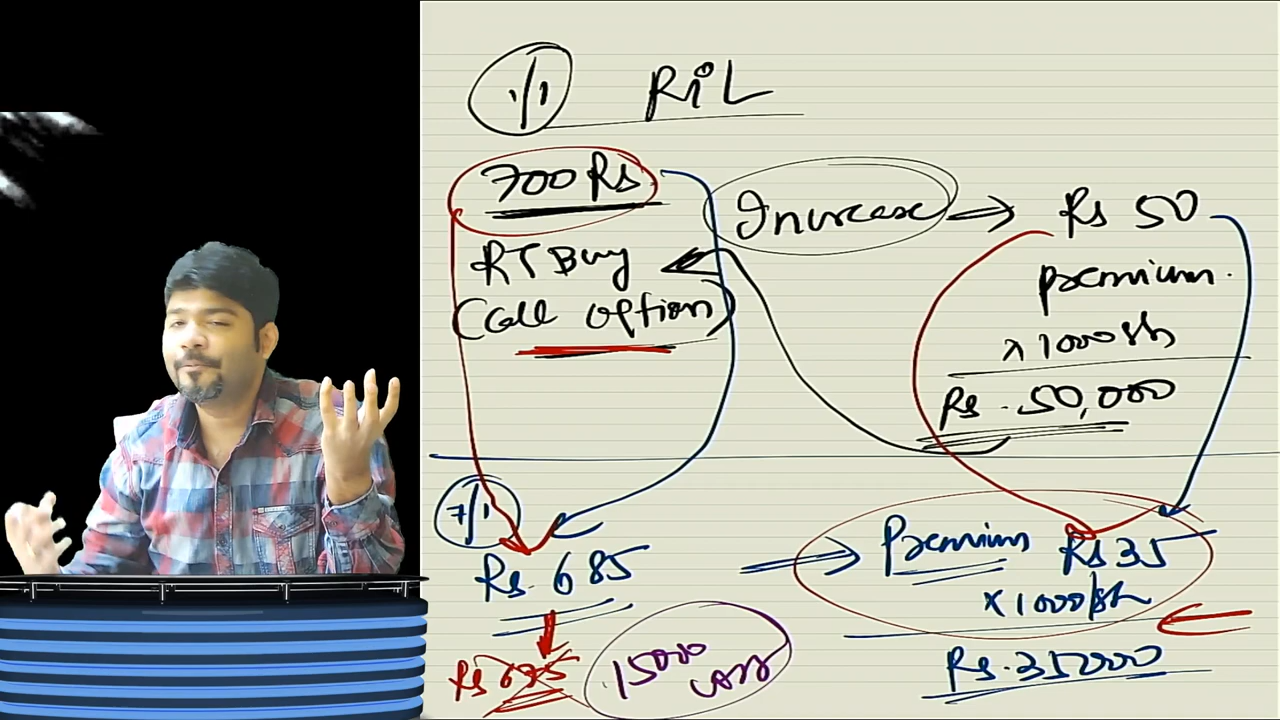 1/1 RiL
700 Rs. Increase ⇒ Rs 50
RT Buy premium.
(Call option) x 1000 sh
Rs. 50,000
7/1
Rs. 685 ⇒ Premium Rs 35
x 1000/sh
15000 loss
Rs. 35000